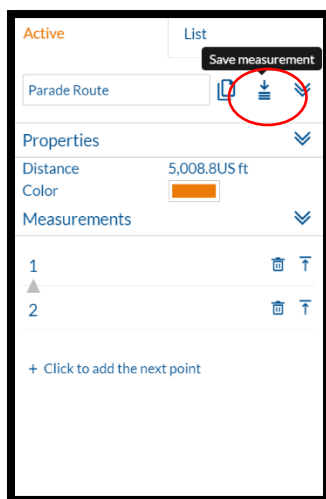 Active List
Save measurement
Parade Route
Properties
Distance 5,008.8US ft
Color
Measurements
1
2
+ Click to add the next point